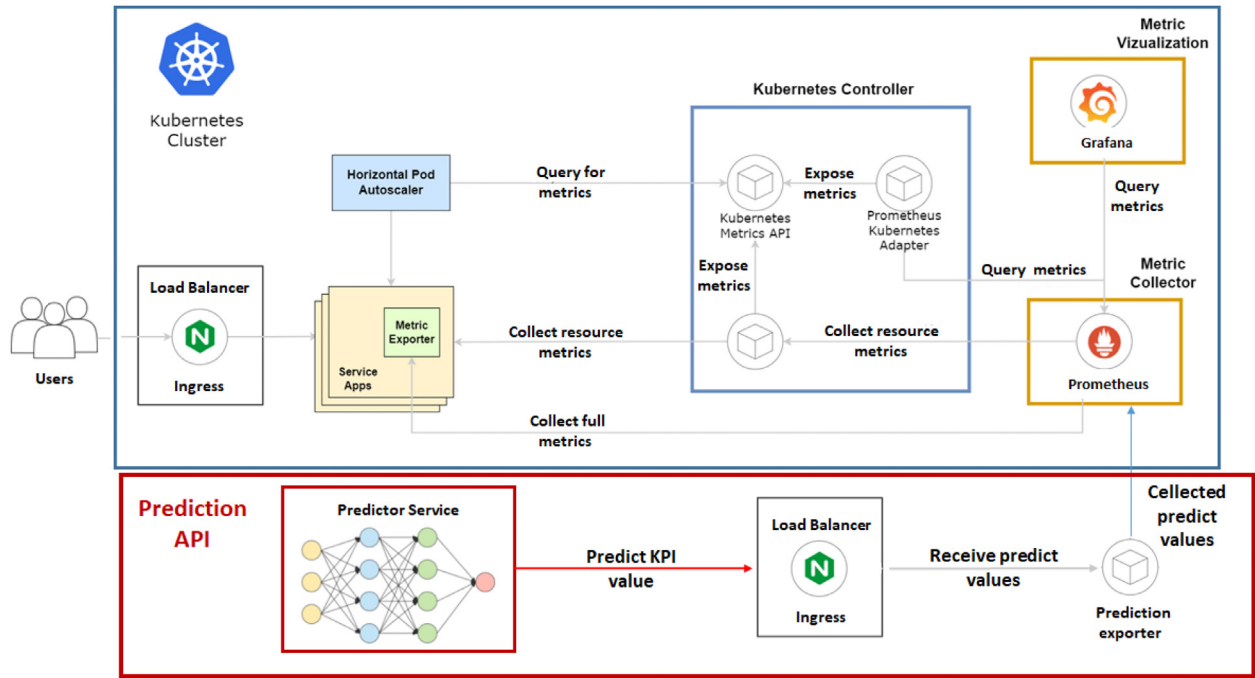 Metric
Vizualization
Kubernetes
Cluster
Kubernetes Controller
Grafana
Horizontal Pod
Autoscaler
Query for
metrics
Expose
metrics
Kubernetes
Metrics API
Prometheus
Kubernetes
Adapter
Query
metrics
Expose
metrics
Query metrics
Metric
Collector
Load Balancer
Ingress
Users
Metric
Exporter
Service
Apps
Collect resource
metrics
Collect resource
metrics
Prometheus
Collect full
metrics
Prediction
API
Predictor Service
Predict KPI
value
Load Balancer
Ingress
Receive predict
values
Cellected
predict
values
Prediction
exporter